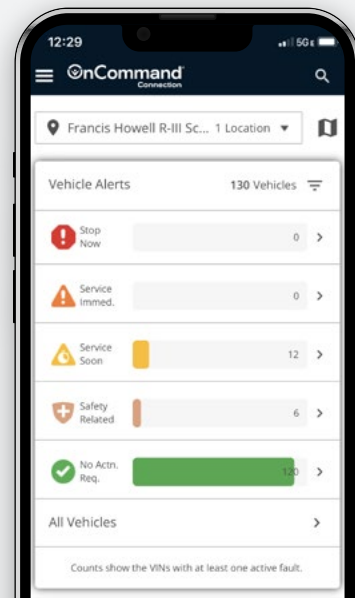 12:29
5G E
OnCommand
Connection
Francis Howell R-III Sc... 1 Location
Vehicle Alerts 130 Vehicles
Stop
Now
0
Service
Immed.
0
Service
Soon
12
Safety
Related
6
No Actn.
Req.
120
All Vehicles
Counts show the VINs with at least one active fault.